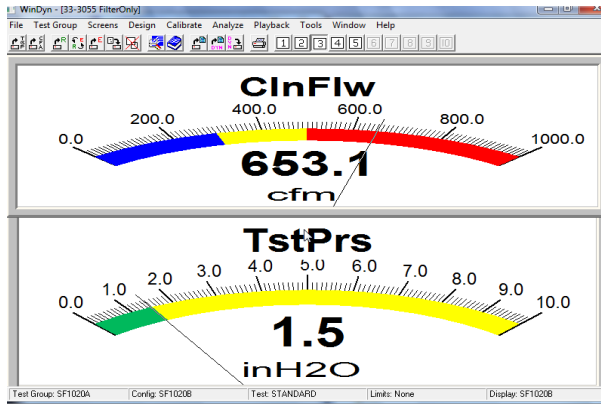 WinDyn - [33-3055 FilterOnly]
File Test Group Screens Design Calibrate Analyze Playback Tools Window Help
1 2 3 4 5 6 7 8 9 10
ClnFlw
0.0 200.0 400.0 600.0 800.0 1000.0
653.1
cfm
TstPrs
0.0 1.0 2.0 3.0 4.0 5.0 6.0 7.0 8.0 9.0 10.0
1.5
inH2O
Test Group: SF1020A Config: SF1020B Test: STANDARD Limits: None Display: SF1020B